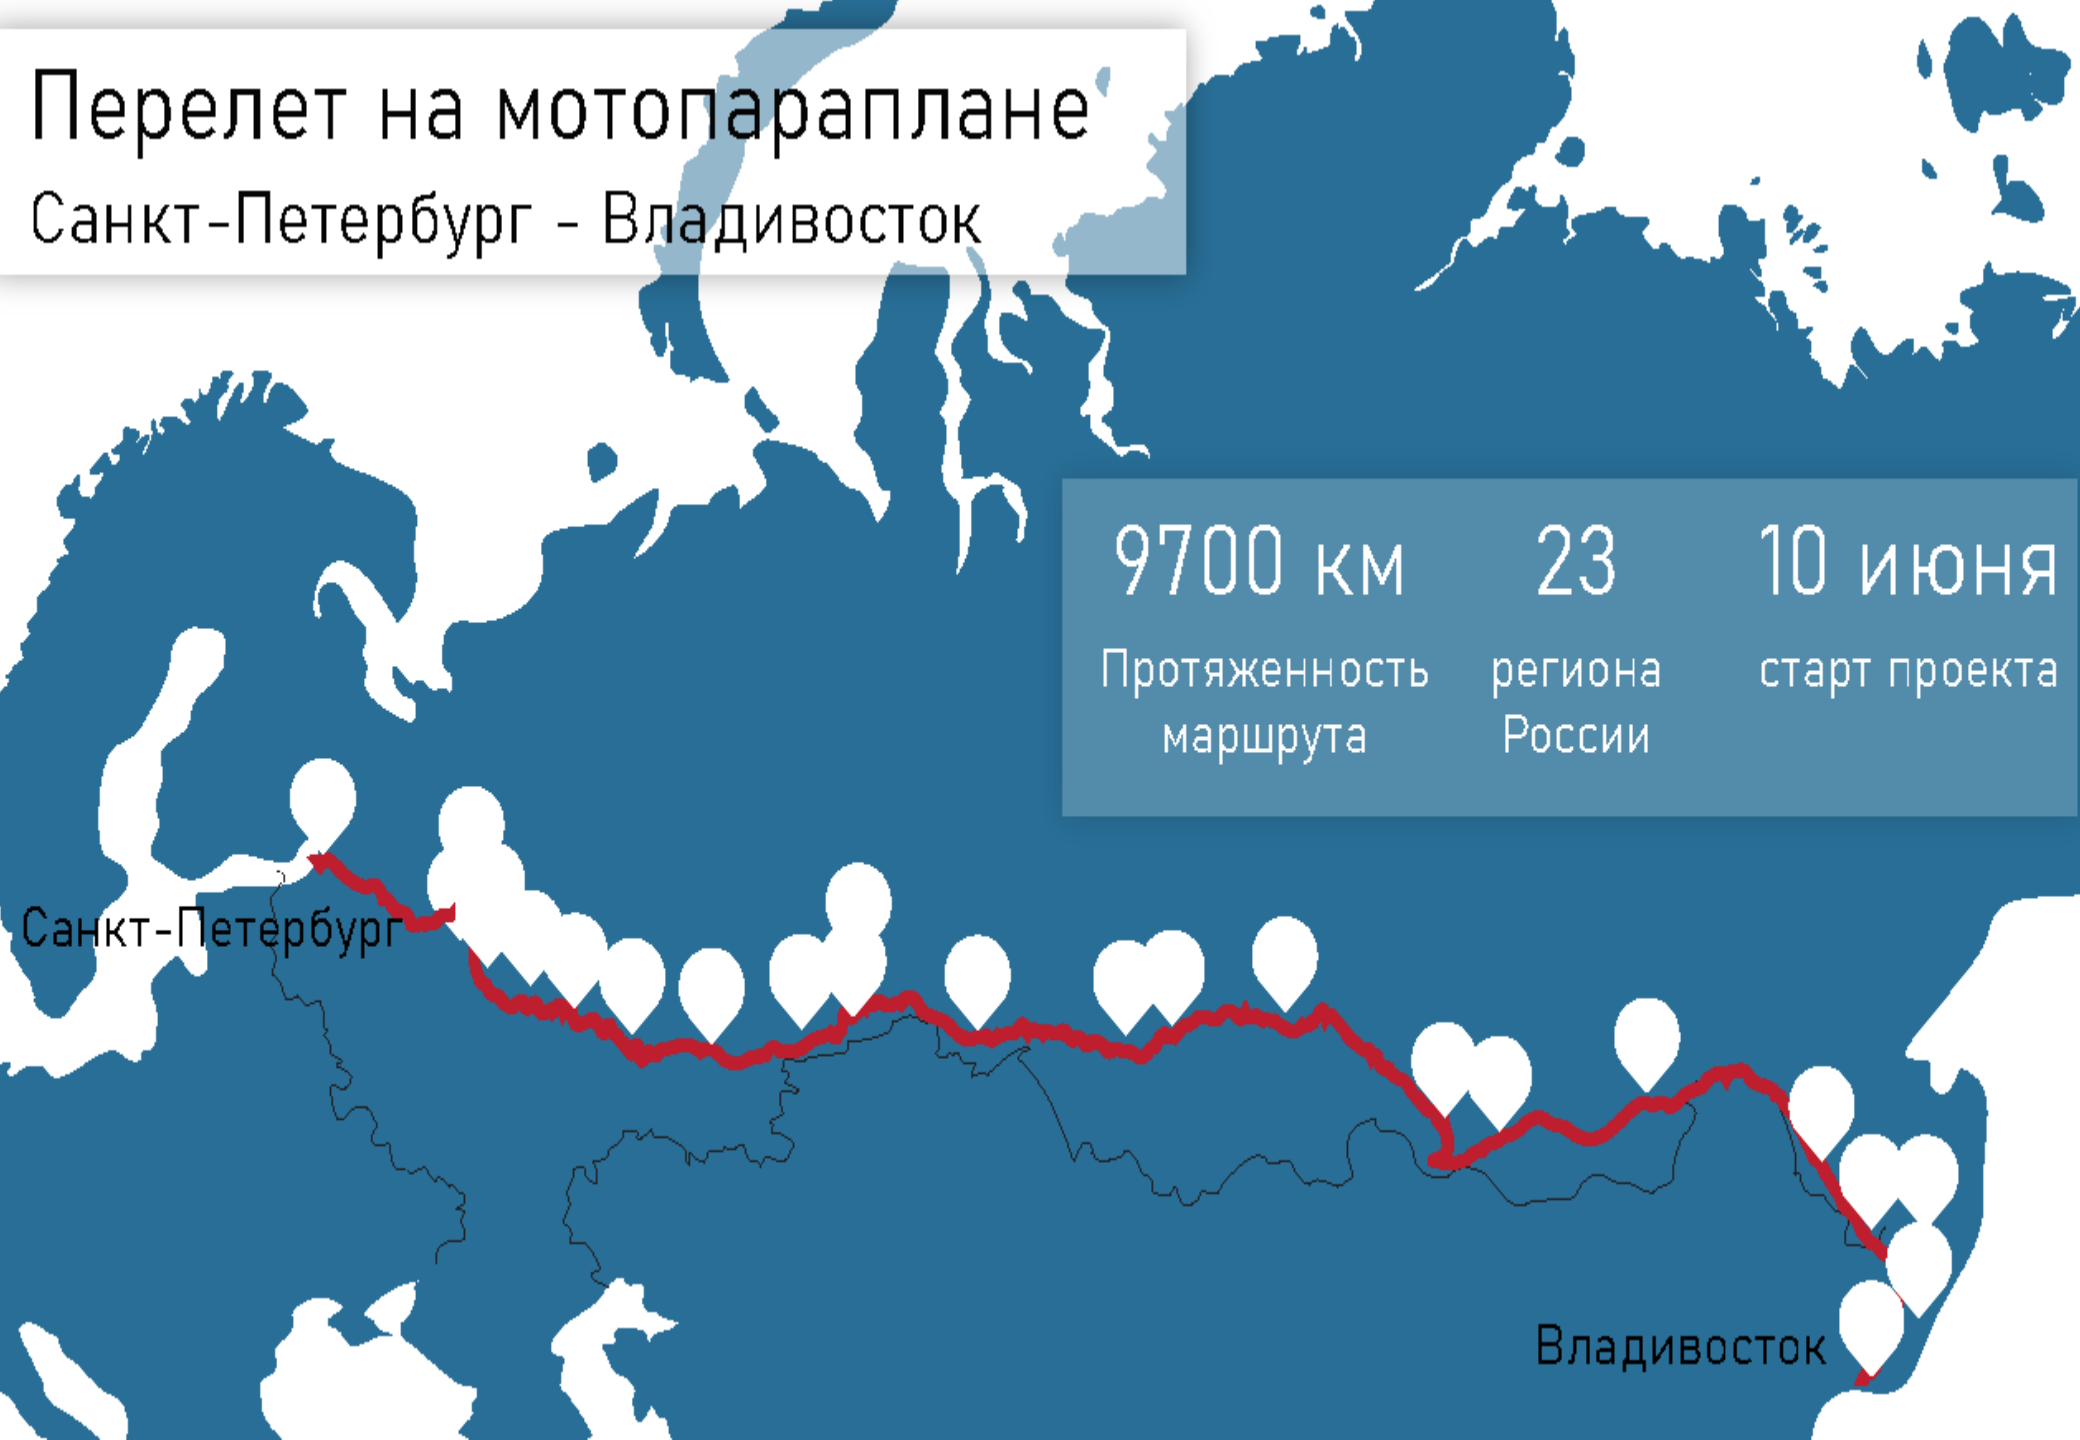 Перелет на мотопараплане
Санкт-Петербург - Владивосток
9700 км
Протяженность
маршрута
23
региона
России
10 июня
старт проекта
Санкт-Петербург
Владивосток